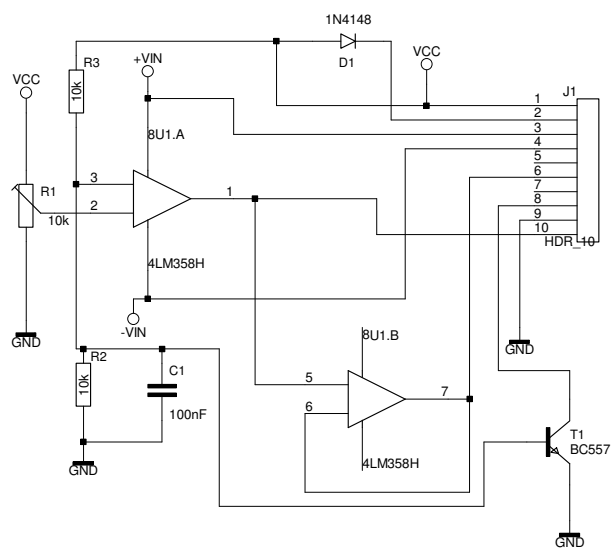 1N4148
D1
R3
+VIN
VCC
J1
VCC
10k
8U1.A
1
2
3
4
5
6
7
8
9
10
HDR_10
3
2
1
R1
10k
4LM358H
-VIN
GND
GND
R2
10k
C1
100nF
GND
8U1.B
5
6
7
4LM358H
T1
BC557
GND